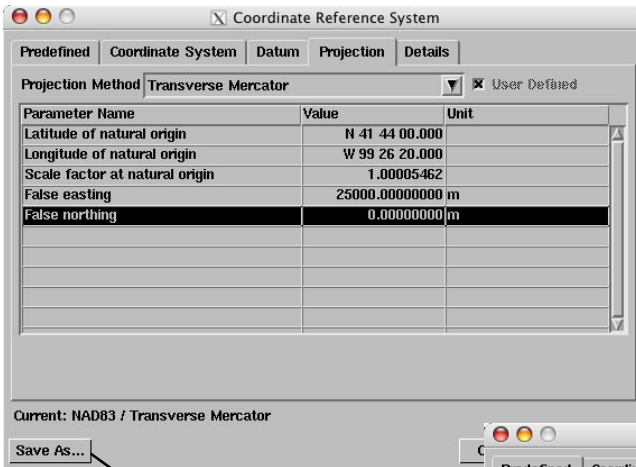 Coordinate Reference System
Predefined Coordinate System Datum Projection Details
Projection Method Transverse Mercator User Defined
Parameter Name Value Unit
Latitude of natural origin N 41 44 00.000
Longitude of natural origin W 99 26 20.000
Scale factor at natural origin 1.00005462
False easting 25000.00000000 m
False northing 0.00000000 m
Current: NAD83 / Transverse Mercator
Save As...